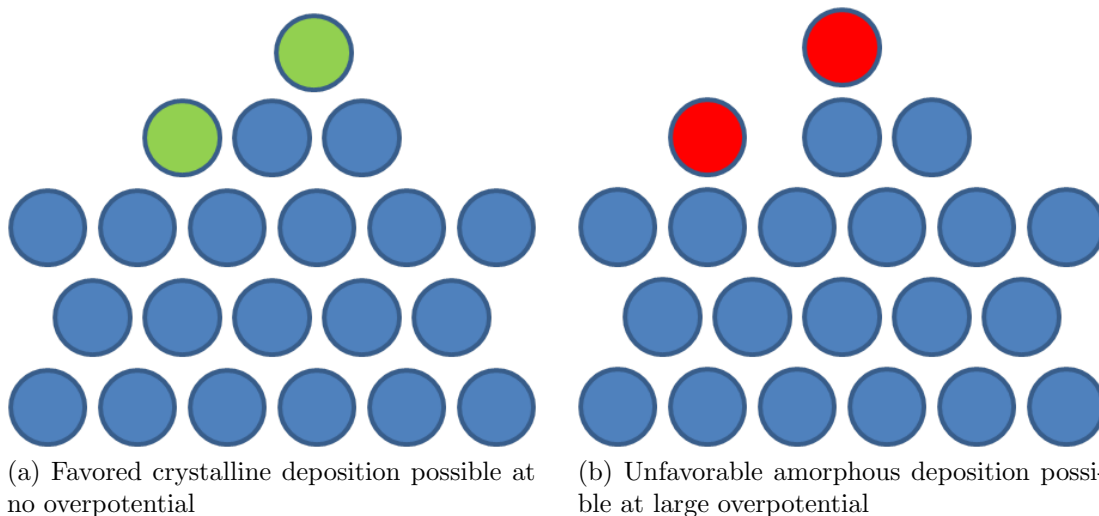 (a) Favored crystalline deposition possible at
no overpotential
(b) Unfavorable amorphous deposition possi-
ble at large overpotential